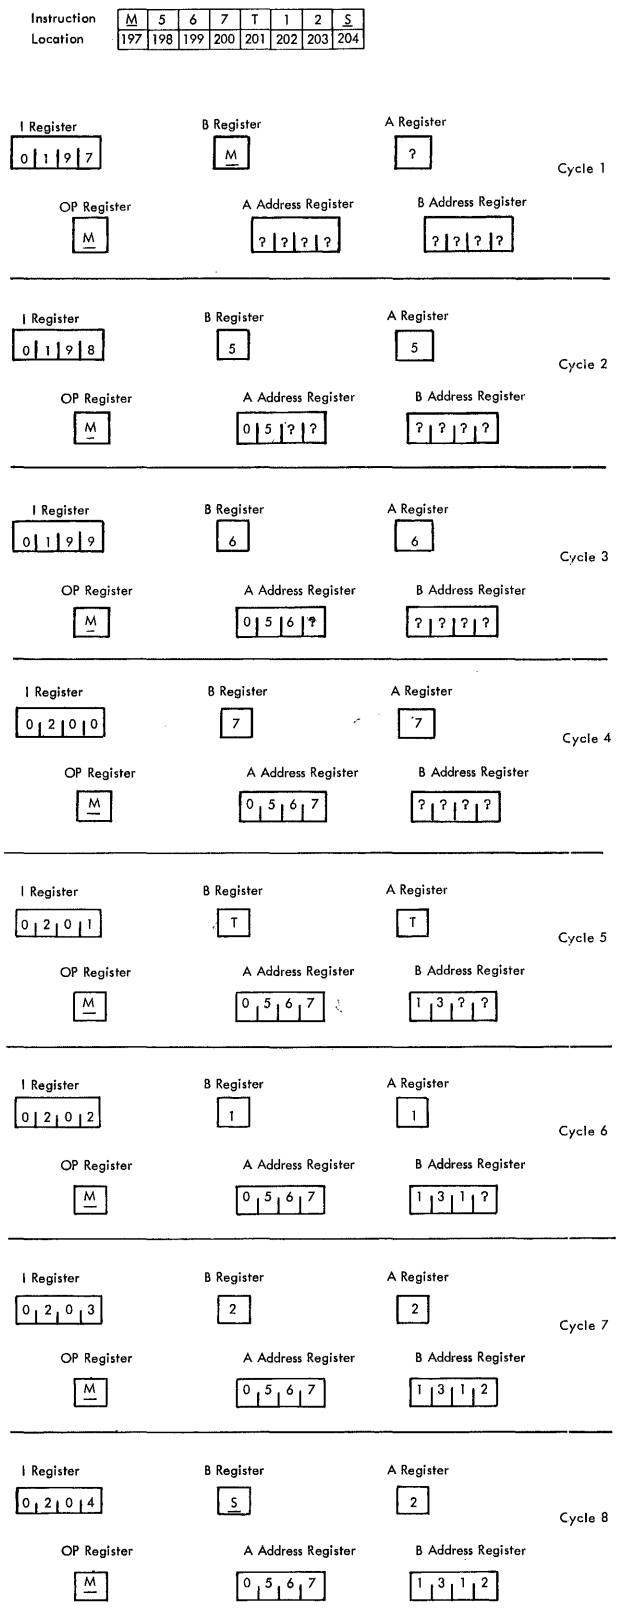 Instruction M 5 6 7 T 1 2 S
Location 197 198 199 200 201 202 203 204
I Register B Register A Register
0 1 9 7 M ?
Cycle 1
OP Register A Address Register B Address Register
M ? ? ? ? ? ? ? ?
I Register B Register A Register
0 1 9 8 5 5
Cycle 2
OP Register A Address Register B Address Register
M 0 5 ? ? ? ? ? ?
I Register B Register A Register
0 1 9 9 6 6
Cycle 3
OP Register A Address Register B Address Register
M 0 5 6 ? ? ? ? ?
I Register B Register A Register
0 2 0 0 7 7
Cycle 4
OP Register A Address Register B Address Register
M 0 5 6 7 ? ? ? ?
I Register B Register A Register
0 2 0 1 T T
Cycle 5
OP Register A Address Register B Address Register
M 0 5 6 7 1 3 ? ?
I Register B Register A Register
0 2 0 2 1 1
Cycle 6
OP Register A Address Register B Address Register
M 0 5 6 7 1 3 1 ?
I Register B Register A Register
0 2 0 3 2 2
Cycle 7
OP Register A Address Register B Address Register
M 0 5 6 7 1 3 1 2
I Register B Register A Register
0 2 0 4 S 2
Cycle 8
OP Register A Address Register B Address Register
M 0 5 6 7 1 3 1 2